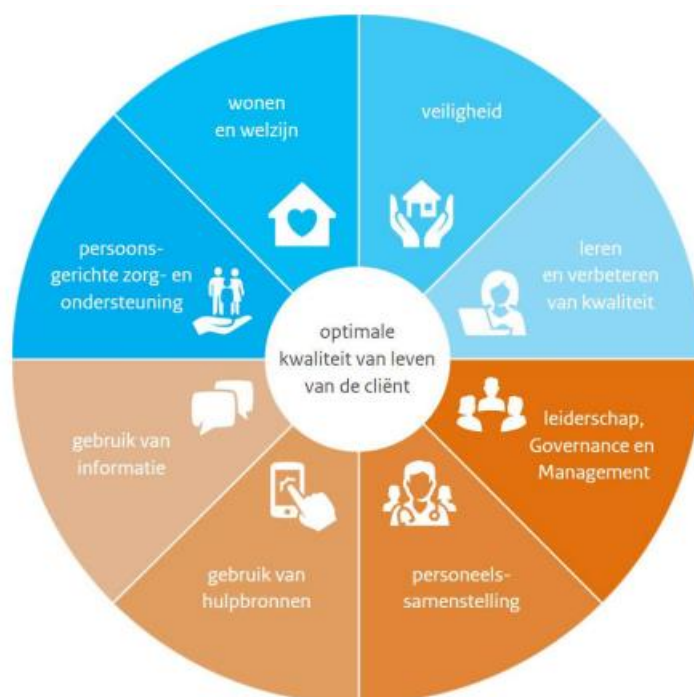 wonen
en welzijn
veiligheid
persoons-
gerichte zorg- en
ondersteuning
leren
en verbeteren
van kwaliteit
optimale
kwaliteit van leven
van de cliënt
gebruik van
informatie
leiderschap,
Governance en
Management
gebruik van
hulpbronnen
personeels-
samenstelling